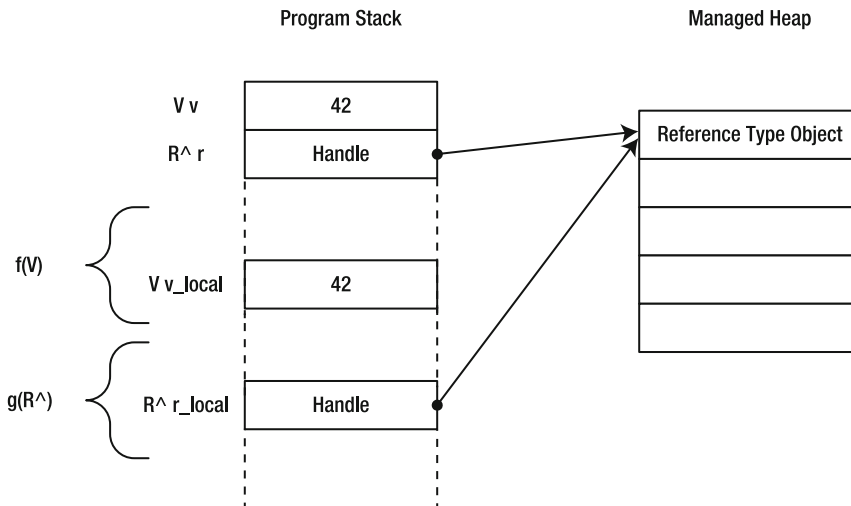 Program Stack
Managed Heap
V v
42
R^ r
Handle
Reference Type Object
f(V)
V v_local
42
g(R^)
R^ r_local
Handle